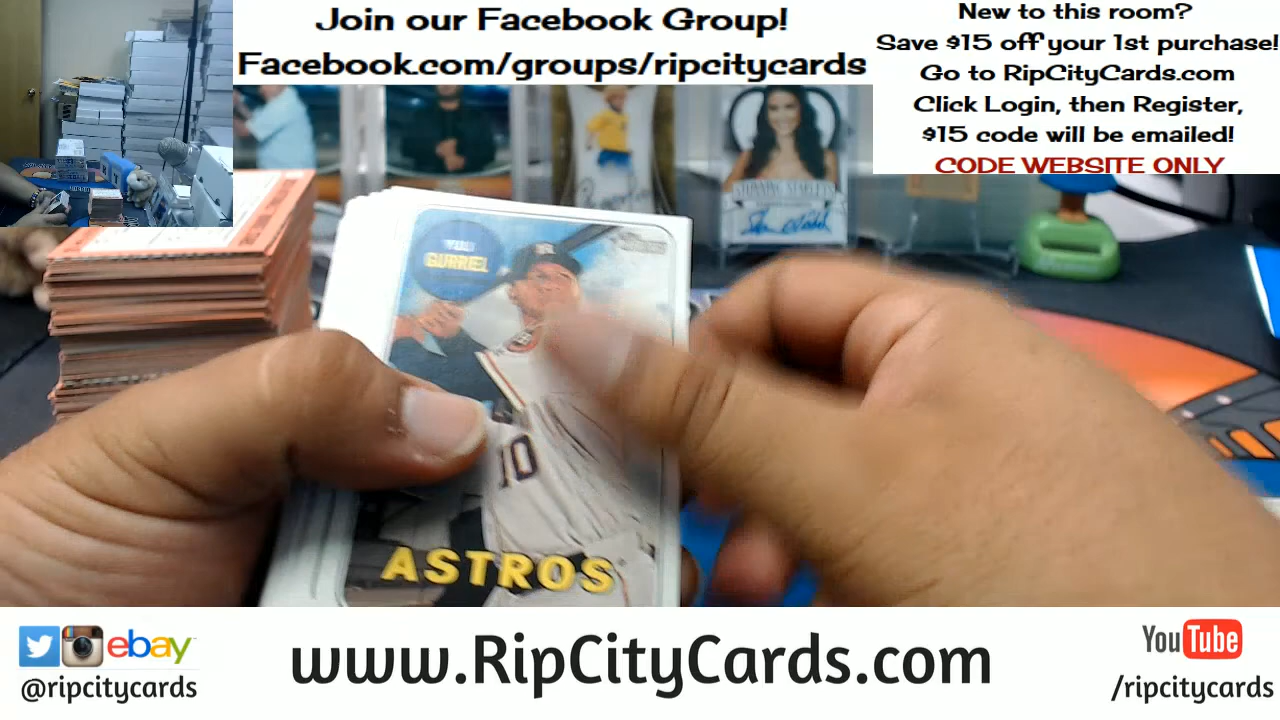 Join our Facebook Group!
Facebook.com/groups/ripcitycards
New to this room?
Save $15 off your 1st purchase!
Go to RipCityCards.com
Click Login, then Register,
$15 code will be emailed!
CODE WEBSITE ONLY
YULI
GURRIEL
10
ASTROS
ebay
@ripcitycards
www.RipCityCards.com
YouTube
/ripcitycards